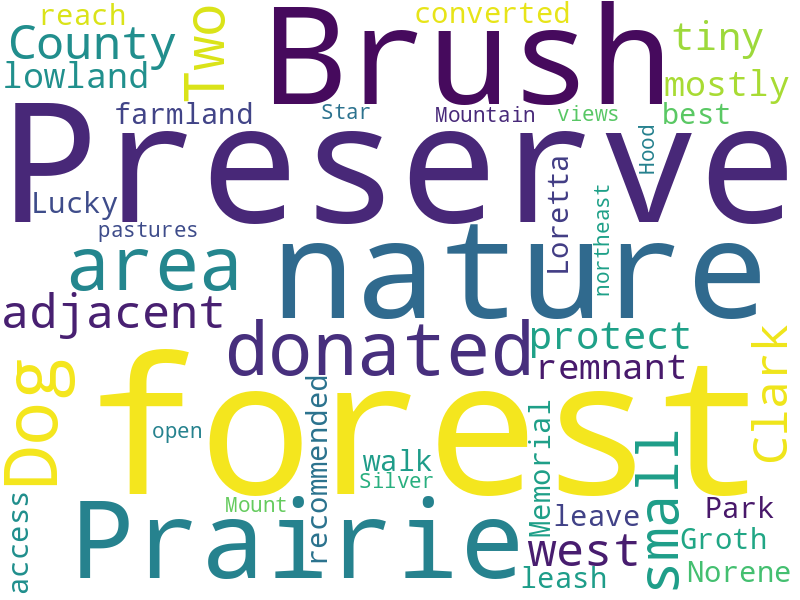 reach
County
lowland
Two
Brush
converted
tiny
mostly
farmland
Star
Mountain
views
best
Preserve
Lucky
pastures
Loretta
Hood
northeast
area
nature
adjacent
donated
protect
remnant
Clark
Dog
forest
open
recommended
walk
Silver
Memorial
small
access
Prairie
Mount
leave
Park
west
Groth
leash
Norene